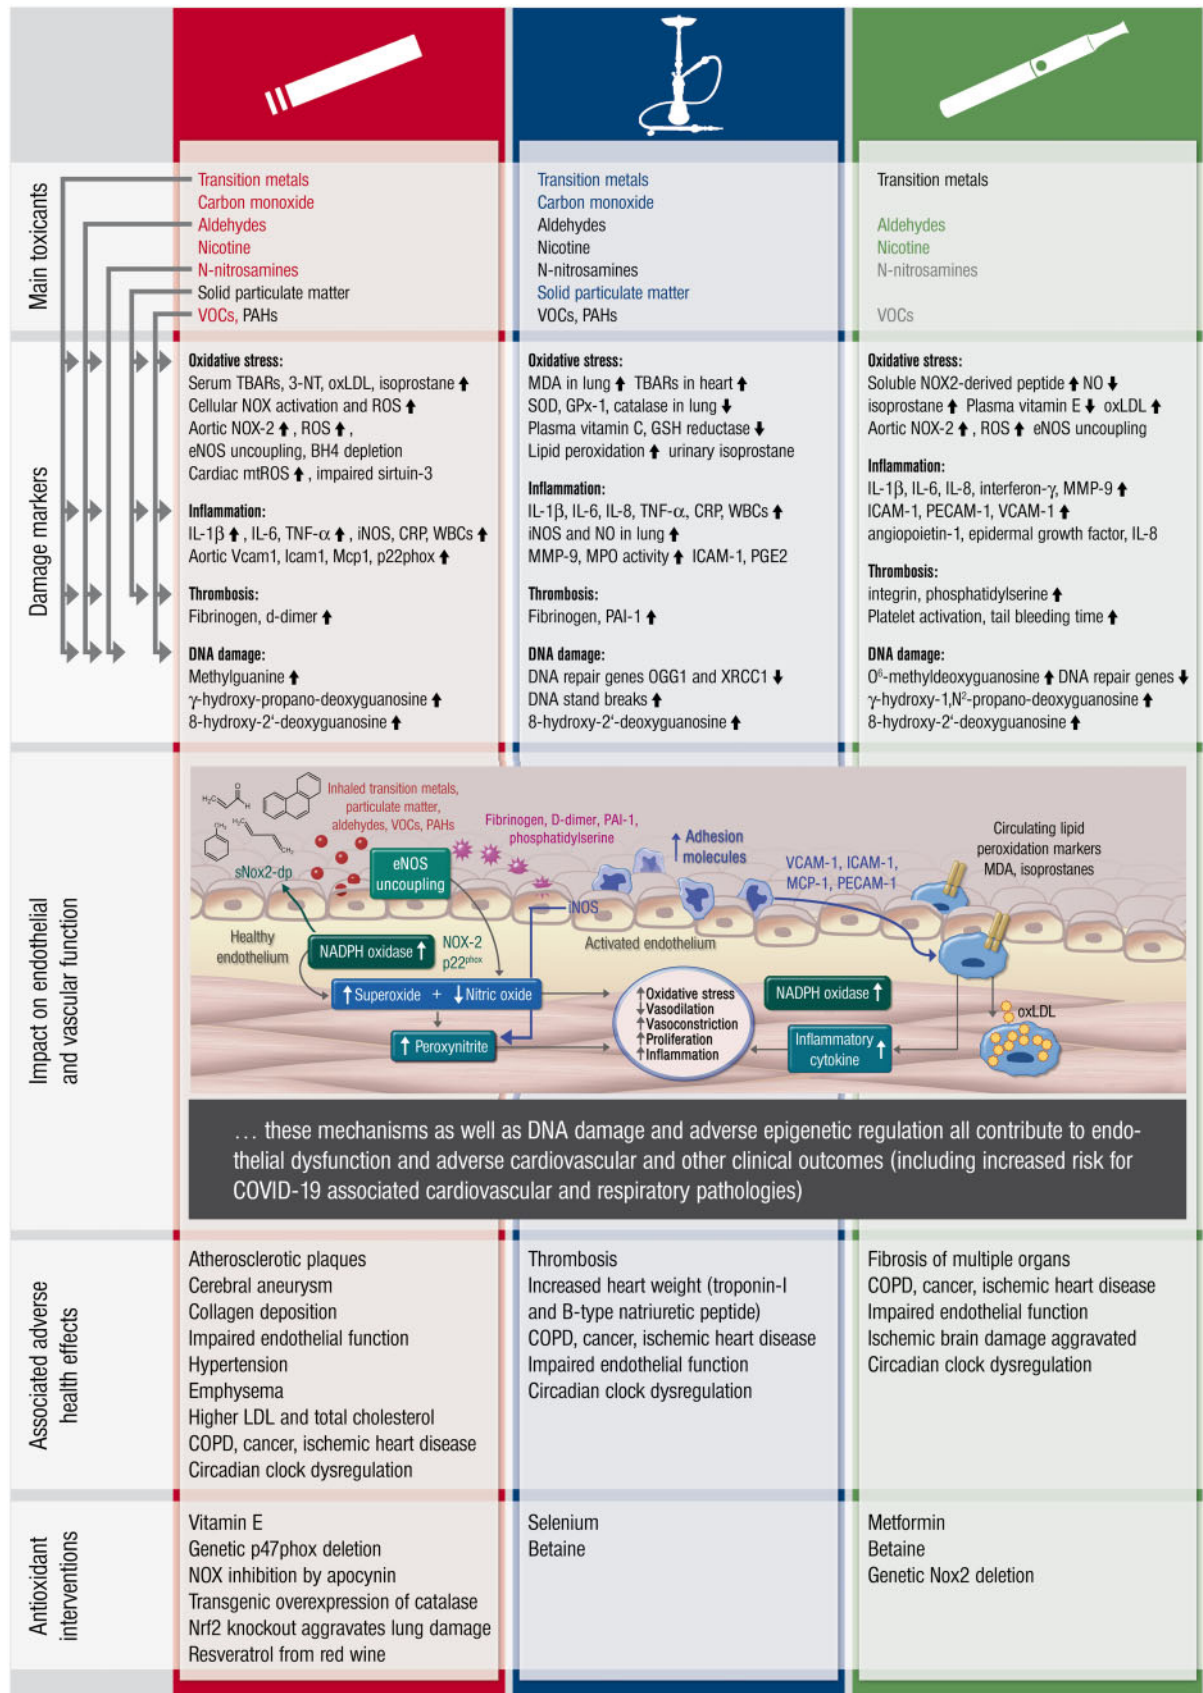 Main toxicants
Transition metals
Carbon monoxide
Aldehydes
Nicotine
N-nitrosamines
Solid particulate matter
VOCs, PAHs
Transition metals
Carbon monoxide
Aldehydes
Nicotine
N-nitrosamines
Solid particulate matter
VOCs, PAHs
Transition metals
Aldehydes
Nicotine
N-nitrosamines
VOCs
Damage markers
Oxidative stress:
Serum TBARs, 3-NT, oxLDL, isoprostane ↑
Cellular NOX activation and ROS ↑
Aortic NOX-2 ↑, ROS ↑,
eNOS uncoupling, BH4 depletion
Cardiac mtROS ↑, impaired sirtuin-3
Inflammation:
IL-1β ↑, IL-6, TNF-α ↑, iNOS, CRP, WBCs ↑
Aortic Vcam1, Icam1, Mcp1, p22phox ↑
Thrombosis:
Fibrinogen, d-dimer ↑
DNA damage:
Methylguanine ↑
γ-hydroxy-propano-deoxyguanosine ↑
8-hydroxy-2‘-deoxyguanosine ↑
Oxidative stress:
MDA in lung ↑ TBARs in heart ↑
SOD, GPx-1, catalase in lung ↓
Plasma vitamin C, GSH reductase ↓
Lipid peroxidation ↑ urinary isoprostane
Inflammation:
IL-1β, IL-6, IL-8, TNF-α, CRP, WBCs ↑
iNOS and NO in lung ↑
MMP-9, MPO activity ↑ ICAM-1, PGE2
Thrombosis:
Fibrinogen, PAI-1 ↑
DNA damage:
DNA repair genes OGG1 and XRCC1 ↓
DNA stand breaks ↑
8-hydroxy-2‘-deoxyguanosine ↑
Oxidative stress:
Soluble NOX2-derived peptide ↑ NO ↓
isoprostane ↑ Plasma vitamin E ↓ oxLDL ↑
Aortic NOX-2 ↑, ROS ↑ eNOS uncoupling
Inflammation:
IL-1β, IL-6, IL-8, interferon-γ, MMP-9 ↑
ICAM-1, PECAM-1, VCAM-1 ↑
angiopoietin-1, epidermal growth factor, IL-8
Thrombosis:
integrin, phosphatidylserine ↑
Platelet activation, tail bleeding time ↑
DNA damage:
O⁶-methyldeoxyguanosine ↑ DNA repair genes ↓
γ-hydroxy-1,N²-propano-deoxyguanosine ↑
8-hydroxy-2‘-deoxyguanosine ↑
Impact on endothelial
and vascular function
H₂C
O
H
CH₃
H₂C
CH₂
Inhaled transition metals,
particulate matter,
aldehydes, VOCs, PAHs
sNox2-dp
eNOS
uncoupling
Fibrinogen, D-dimer, PAI-1,
phosphatidylserine
↑ Adhesion
molecules
iNOS
VCAM-1, ICAM-1,
MCP-1, PECAM-1
Circulating lipid
peroxidation markers
MDA, isoprostanes
Healthy
endothelium
NADPH oxidase ↑
NOX-2
p22phox
Activated endothelium
↑ Superoxide + ↓ Nitric oxide
↑ Peroxynitrite
↑Oxidative stress
↓Vasodilation
↑Vasoconstriction
↑Proliferation
↑Inflammation
NADPH oxidase ↑
Inflammatory
cytokine ↑
oxLDL
… these mechanisms as well as DNA damage and adverse epigenetic regulation all contribute to endo-
thelial dysfunction and adverse cardiovascular and other clinical outcomes (including increased risk for
COVID-19 associated cardiovascular and respiratory pathologies)
Associated adverse
health effects
Atherosclerotic plaques
Cerebral aneurysm
Collagen deposition
Impaired endothelial function
Hypertension
Emphysema
Higher LDL and total cholesterol
COPD, cancer, ischemic heart disease
Circadian clock dysregulation
Thrombosis
Increased heart weight (troponin-I
and B-type natriuretic peptide)
COPD, cancer, ischemic heart disease
Impaired endothelial function
Circadian clock dysregulation
Fibrosis of multiple organs
COPD, cancer, ischemic heart disease
Impaired endothelial function
Ischemic brain damage aggravated
Circadian clock dysregulation
Antioxidant
interventions
Vitamin E
Genetic p47phox deletion
NOX inhibition by apocynin
Transgenic overexpression of catalase
Nrf2 knockout aggravates lung damage
Resveratrol from red wine
Selenium
Betaine
Metformin
Betaine
Genetic Nox2 deletion